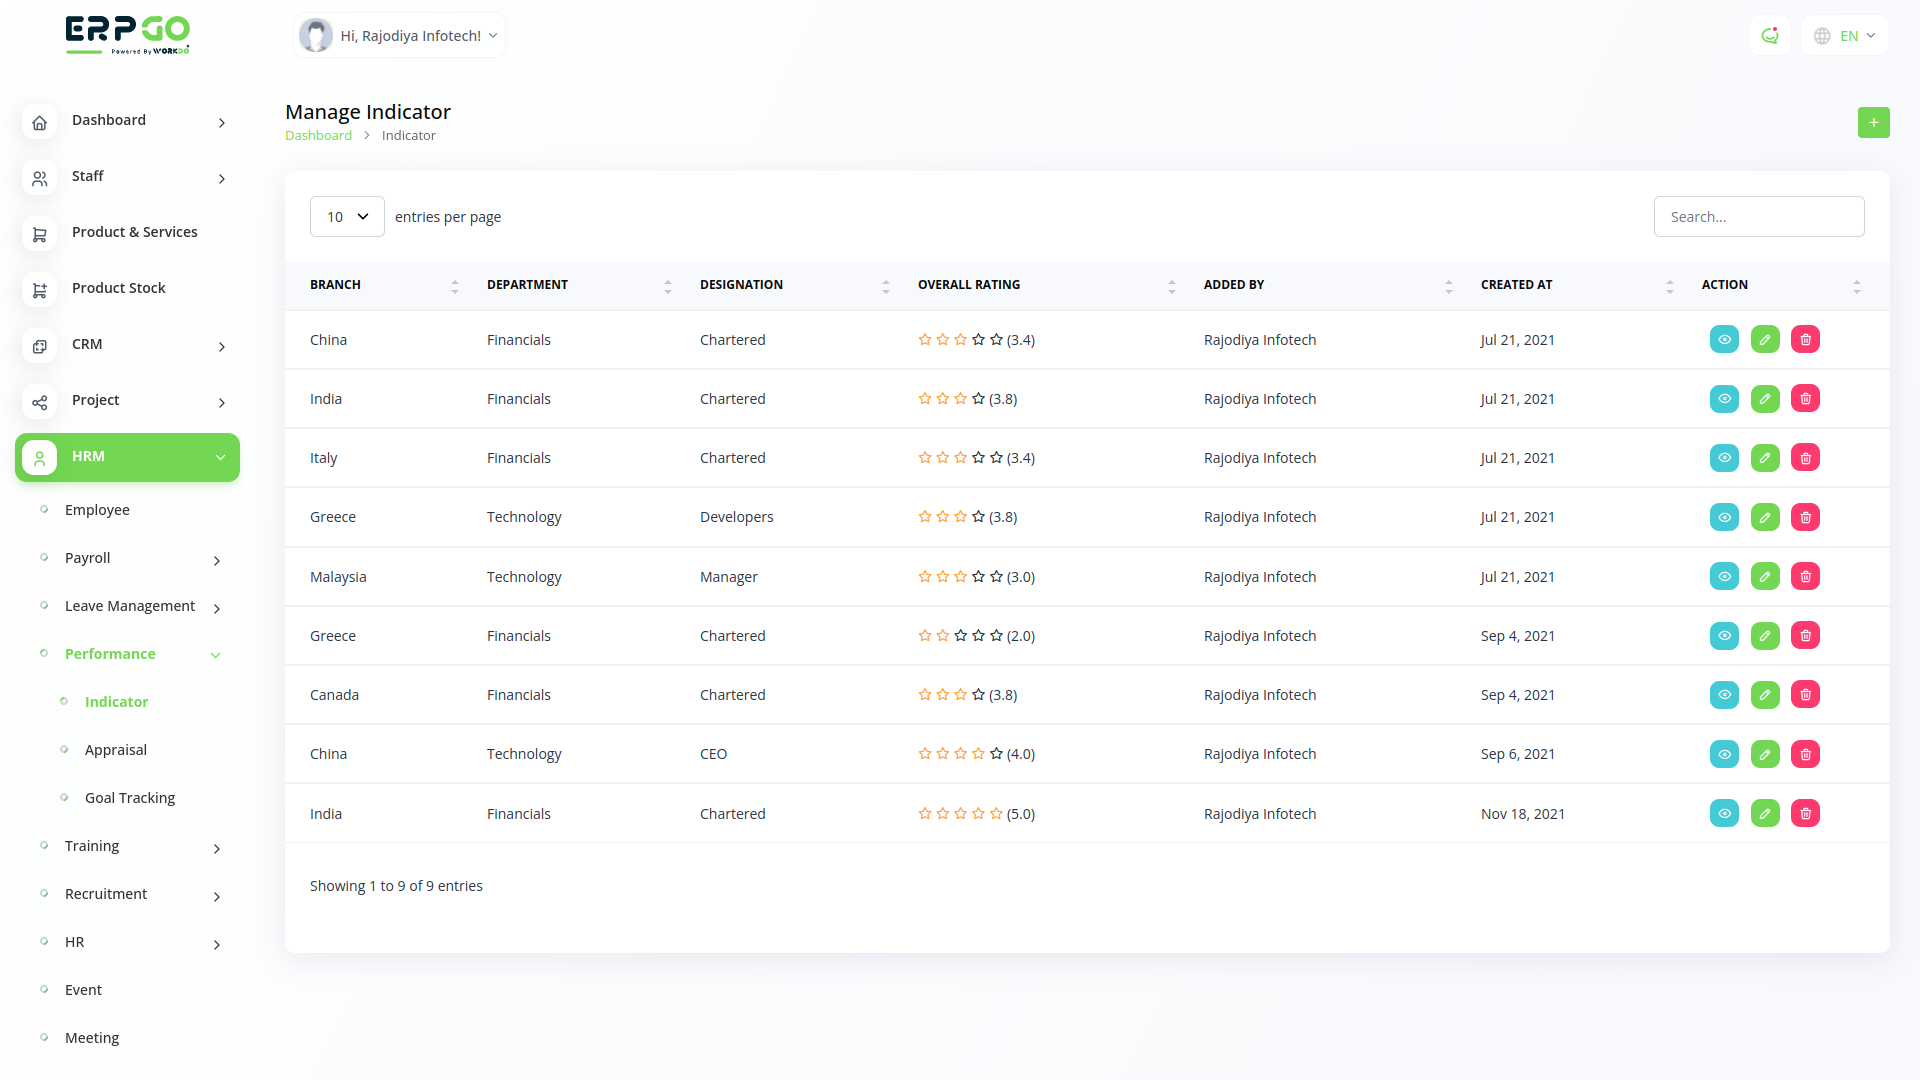 ERPGO
Powered By WORKDO
Hi, Rajodiya Infotech!
EN
Dashboard
Staff
Product & Services
Product Stock
CRM
Project
HRM
Employee
Payroll
Leave Management
Performance
Indicator
Appraisal
Goal Tracking
Training
Recruitment
HR
Event
Meeting
Manage Indicator
Dashboard > Indicator
+
10 entries per page
Search...
BRANCH DEPARTMENT DESIGNATION OVERALL RATING ADDED BY CREATED AT ACTION
China Financials Chartered (3.4) Rajodiya Infotech Jul 21, 2021
India Financials Chartered (3.8) Rajodiya Infotech Jul 21, 2021
Italy Financials Chartered (3.4) Rajodiya Infotech Jul 21, 2021
Greece Technology Developers (3.8) Rajodiya Infotech Jul 21, 2021
Malaysia Technology Manager (3.0) Rajodiya Infotech Jul 21, 2021
Greece Financials Chartered (2.0) Rajodiya Infotech Sep 4, 2021
Canada Financials Chartered (3.8) Rajodiya Infotech Sep 4, 2021
China Technology CEO (4.0) Rajodiya Infotech Sep 6, 2021
India Financials Chartered (5.0) Rajodiya Infotech Nov 18, 2021
Showing 1 to 9 of 9 entries